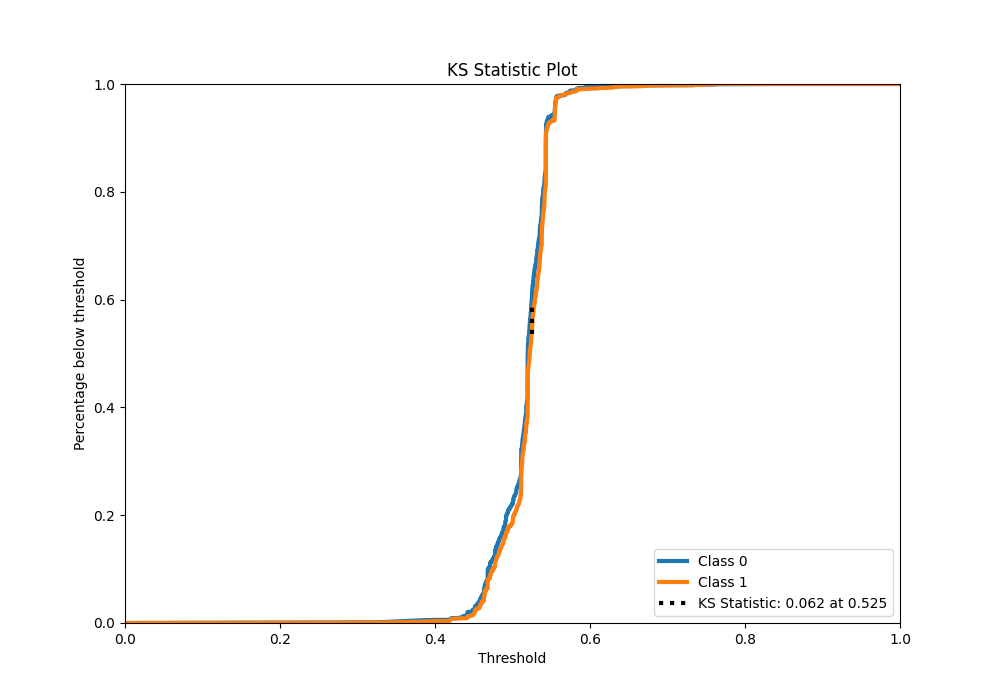 KS Statistic Plot
Percentage below threshold
1.0
0.8
0.6
0.4
0.2
0.0
0.0 0.2 0.4 0.6 0.8 1.0
Threshold
Class 0
Class 1
KS Statistic: 0.062 at 0.525